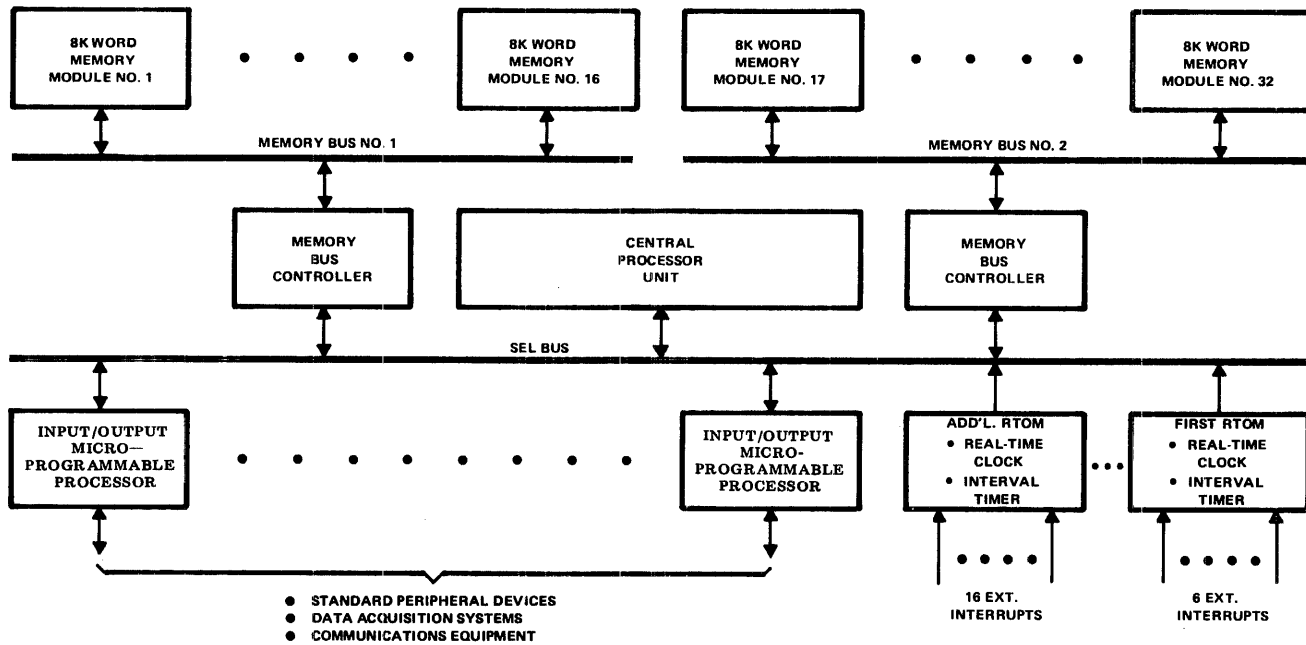 8K WORD
MEMORY
MODULE NO. 1
8K WORD
MEMORY
MODULE NO. 16
8K WORD
MEMORY
MODULE NO. 17
8K WORD
MEMORY
MODULE NO. 32
MEMORY BUS NO. 1
MEMORY BUS NO. 2
MEMORY
BUS
CONTROLLER
CENTRAL
PROCESSOR
UNIT
MEMORY
BUS
CONTROLLER
SEL BUS
INPUT/OUTPUT
MICRO—
PROGRAMMABLE
PROCESSOR
INPUT/OUTPUT
MICRO-
PROGRAMMABLE
PROCESSOR
ADD'L. RTOM
• REAL-TIME
CLOCK
• INTERVAL
TIMER
FIRST RTOM
• REAL-TIME
CLOCK
• INTERVAL
TIMER
16 EXT.
INTERRUPTS
6 EXT.
INTERRUPTS
• STANDARD PERIPHERAL DEVICES
• DATA ACQUISITION SYSTEMS
• COMMUNICATIONS EQUIPMENT